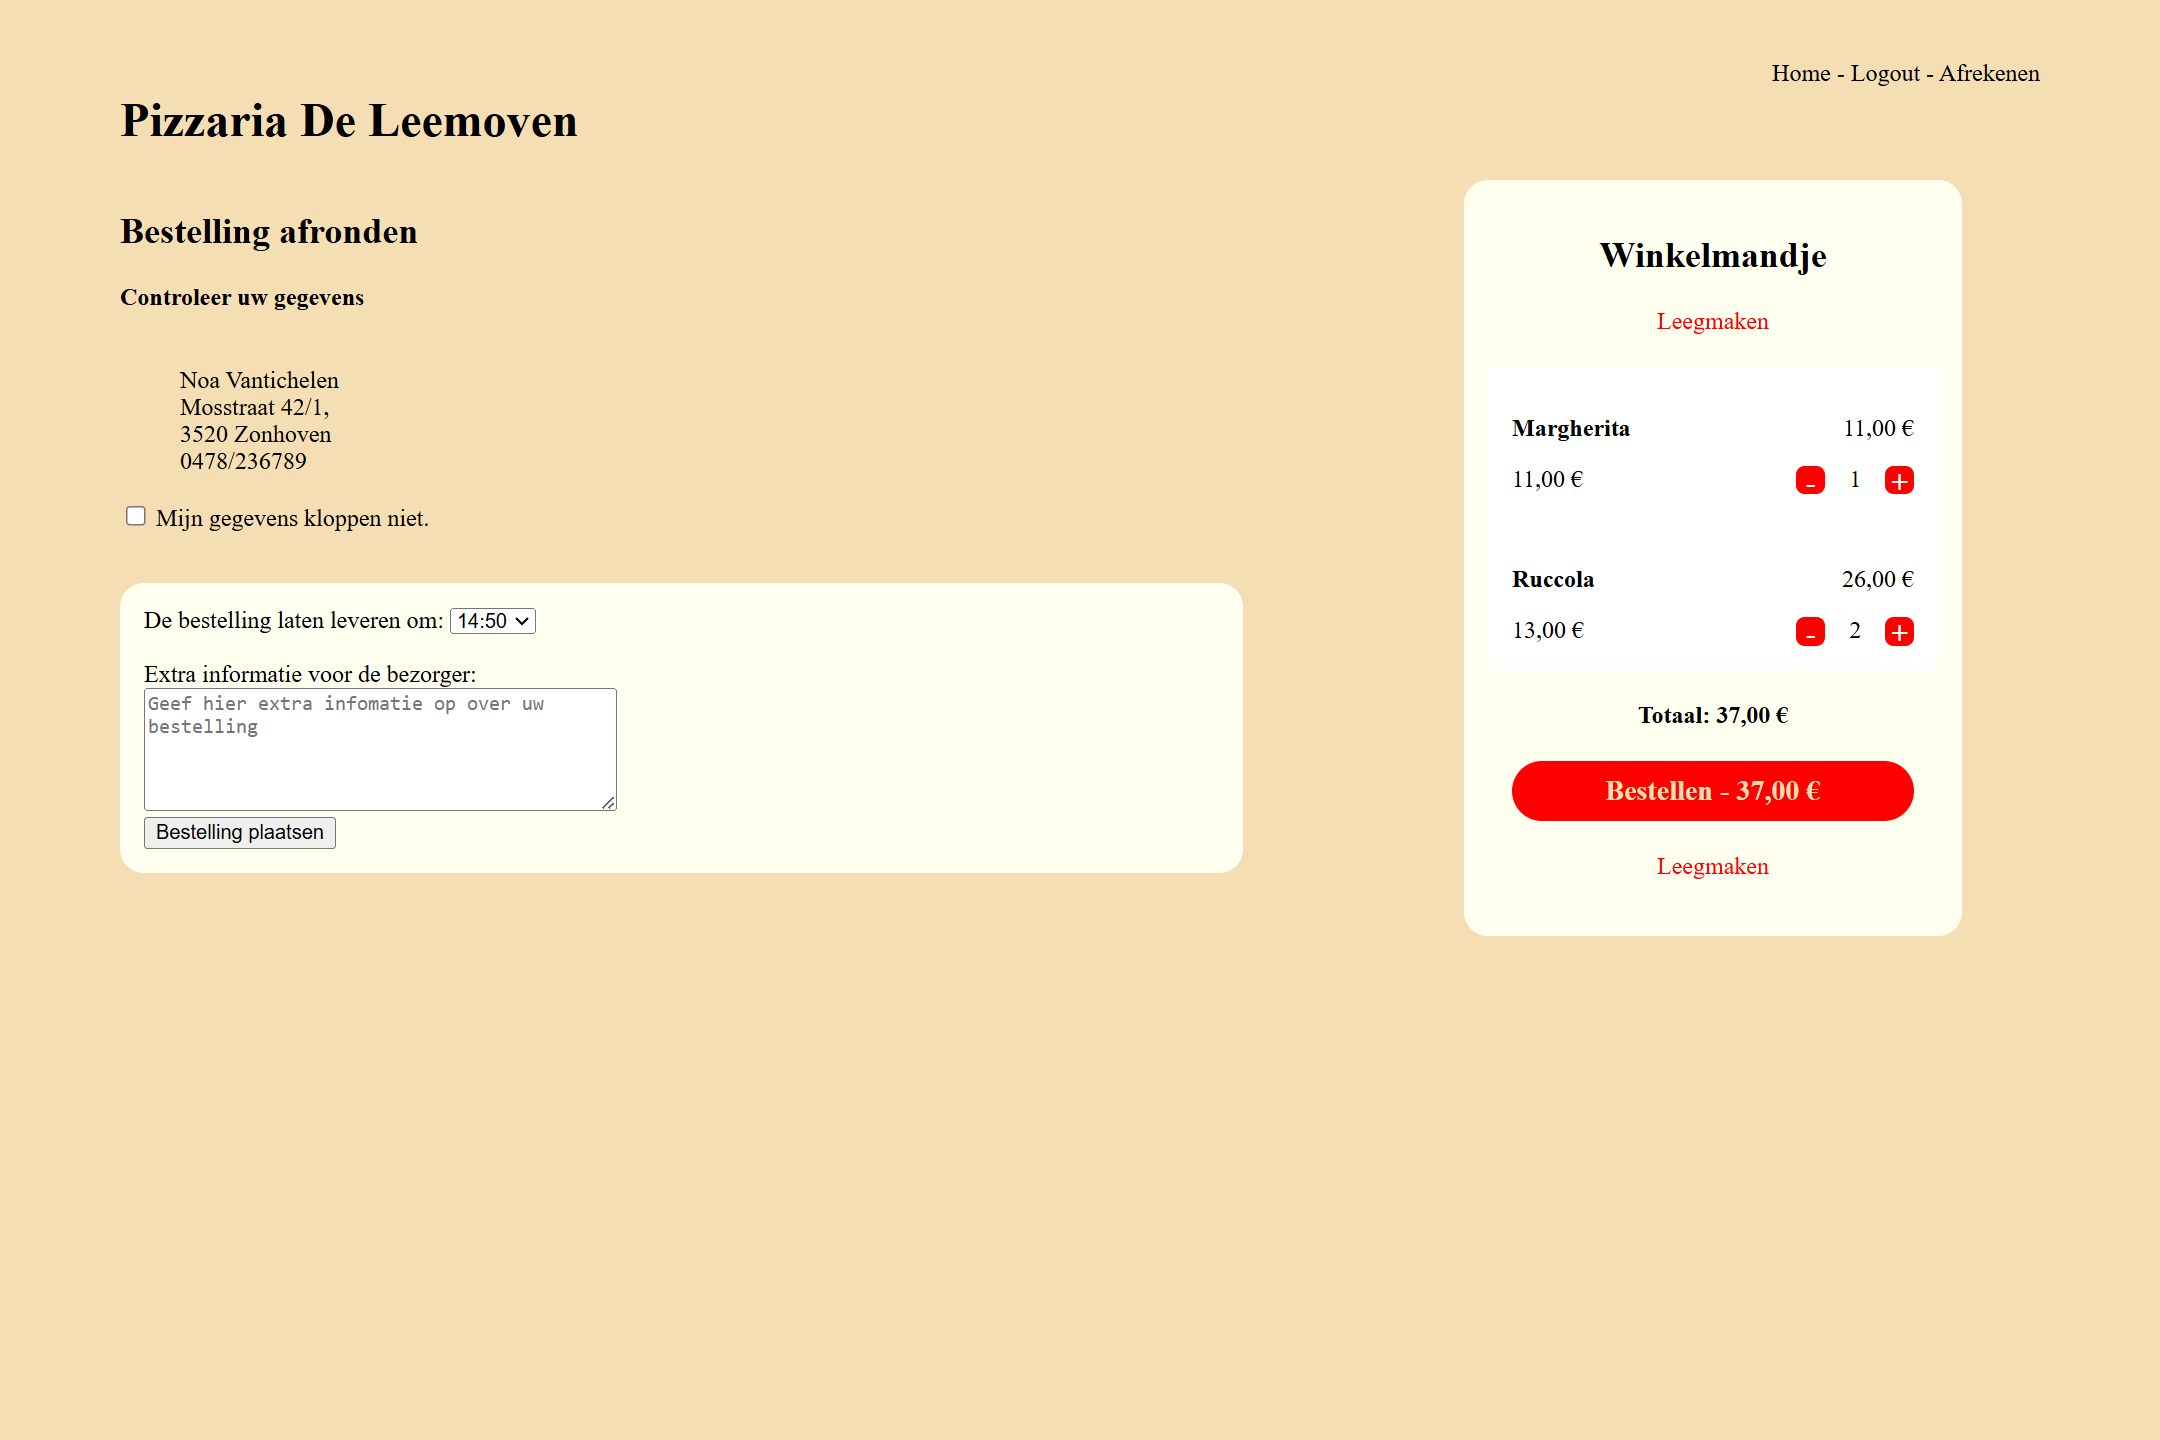 Home - Logout - Afrekenen
Pizzaria De Leemoven
Bestelling afronden
Controleer uw gegevens
Noa Vantichelen
Mosstraat 42/1,
3520 Zonhoven
0478/236789
Mijn gegevens kloppen niet.
De bestelling laten leveren om: 14:50
Extra informatie voor de bezorger:
Geef hier extra infomatie op over uw
bestelling
Bestelling plaatsen
Winkelmandje
Leegmaken
Margherita 11,00 €
11,00 € - 1 +
Ruccola 26,00 €
13,00 € - 2 +
Totaal: 37,00 €
Bestellen - 37,00 €
Leegmaken